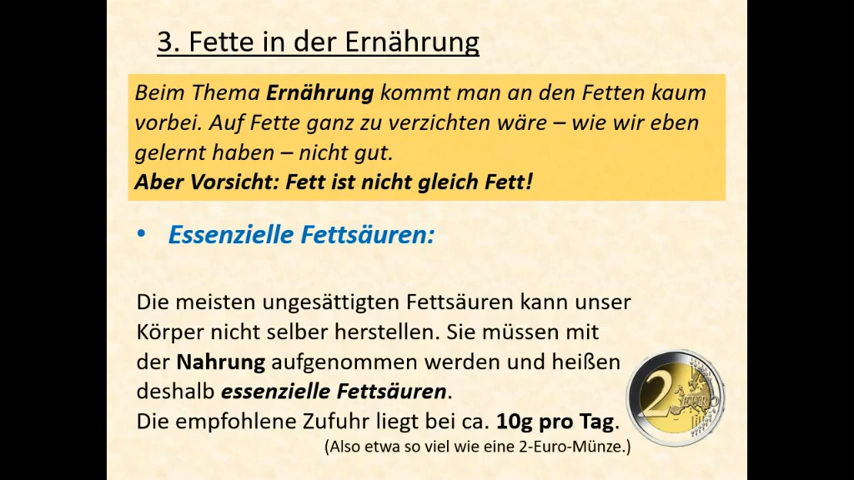 3. Fette in der Ernährung
Beim Thema Ernährung kommt man an den Fetten kaum
vorbei. Auf Fette ganz zu verzichten wäre – wie wir eben
gelernt haben – nicht gut.
Aber Vorsicht: Fett ist nicht gleich Fett!
• Essenzielle Fettsäuren:
Die meisten ungesättigten Fettsäuren kann unser
Körper nicht selber herstellen. Sie müssen mit
der Nahrung aufgenommen werden und heißen
deshalb essenzielle Fettsäuren.
Die empfohlene Zufuhr liegt bei ca. 10g pro Tag.
(Also etwa so viel wie eine 2-Euro-Münze.)
2 EURO